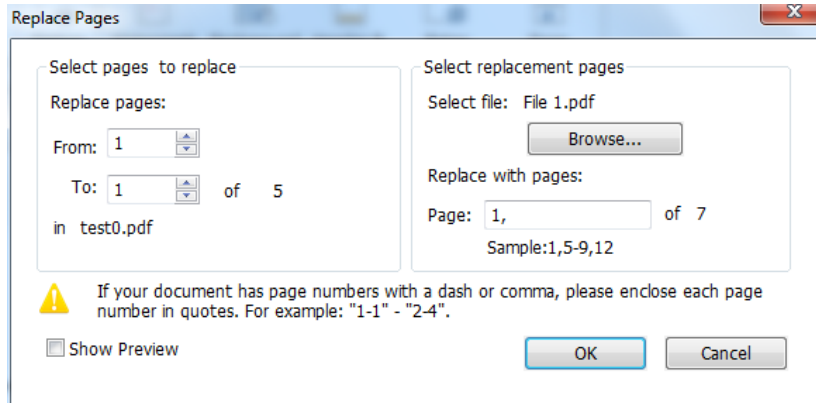 Replace Pages
X
Select pages  to replace
Replace pages:
From: 1
To: 1 of 5
in test0.pdf
Select replacement pages
Select file: File 1.pdf
Browse...
Replace with pages:
Page: 1, of 7
Sample:1,5-9,12
If your document has page numbers with a dash or comma, please enclose each page
number in quotes. For example: "1-1" - "2-4".
Show Preview
OK
Cancel